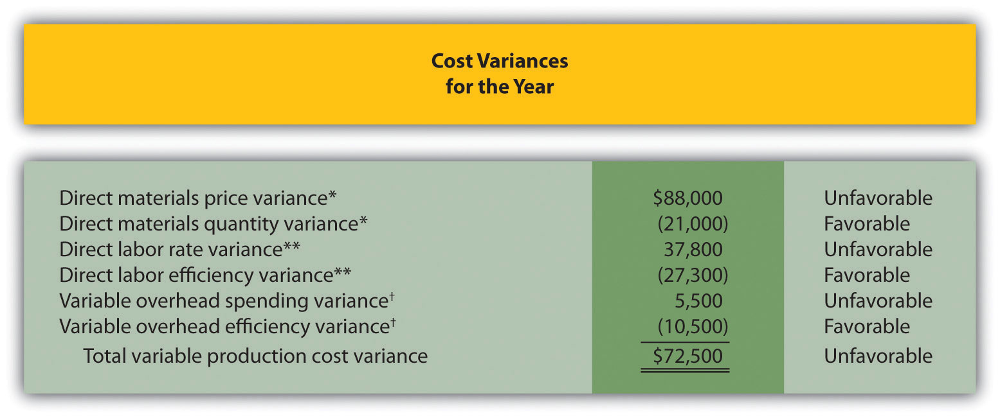 Cost Variances
for the Year
Direct materials price variance* $88,000 Unfavorable
Direct materials quantity variance* (21,000) Favorable
Direct labor rate variance** 37,800 Unfavorable
Direct labor efficiency variance** (27,300) Favorable
Variable overhead spending variance† 5,500 Unfavorable
Variable overhead efficiency variance† (10,500) Favorable
Total variable production cost variance $72,500 Unfavorable